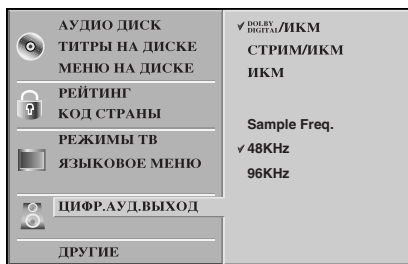 АУДИО ДИСК
ТИТРЫ НА ДИСКЕ
МЕНЮ НА ДИСКЕ
РЕЙТИНГ
КОД СТРАНЫ
РЕЖИМЫ ТВ
ЯЗЫКОВОЕ МЕНЮ
ЦИФР.АУД.ВЫХОД
ДРУГИЕ
DOLBY DIGITAL/ИКМ
СТРИМ/ИКМ
ИКМ
Sample Freq.
48KHz
96KHz